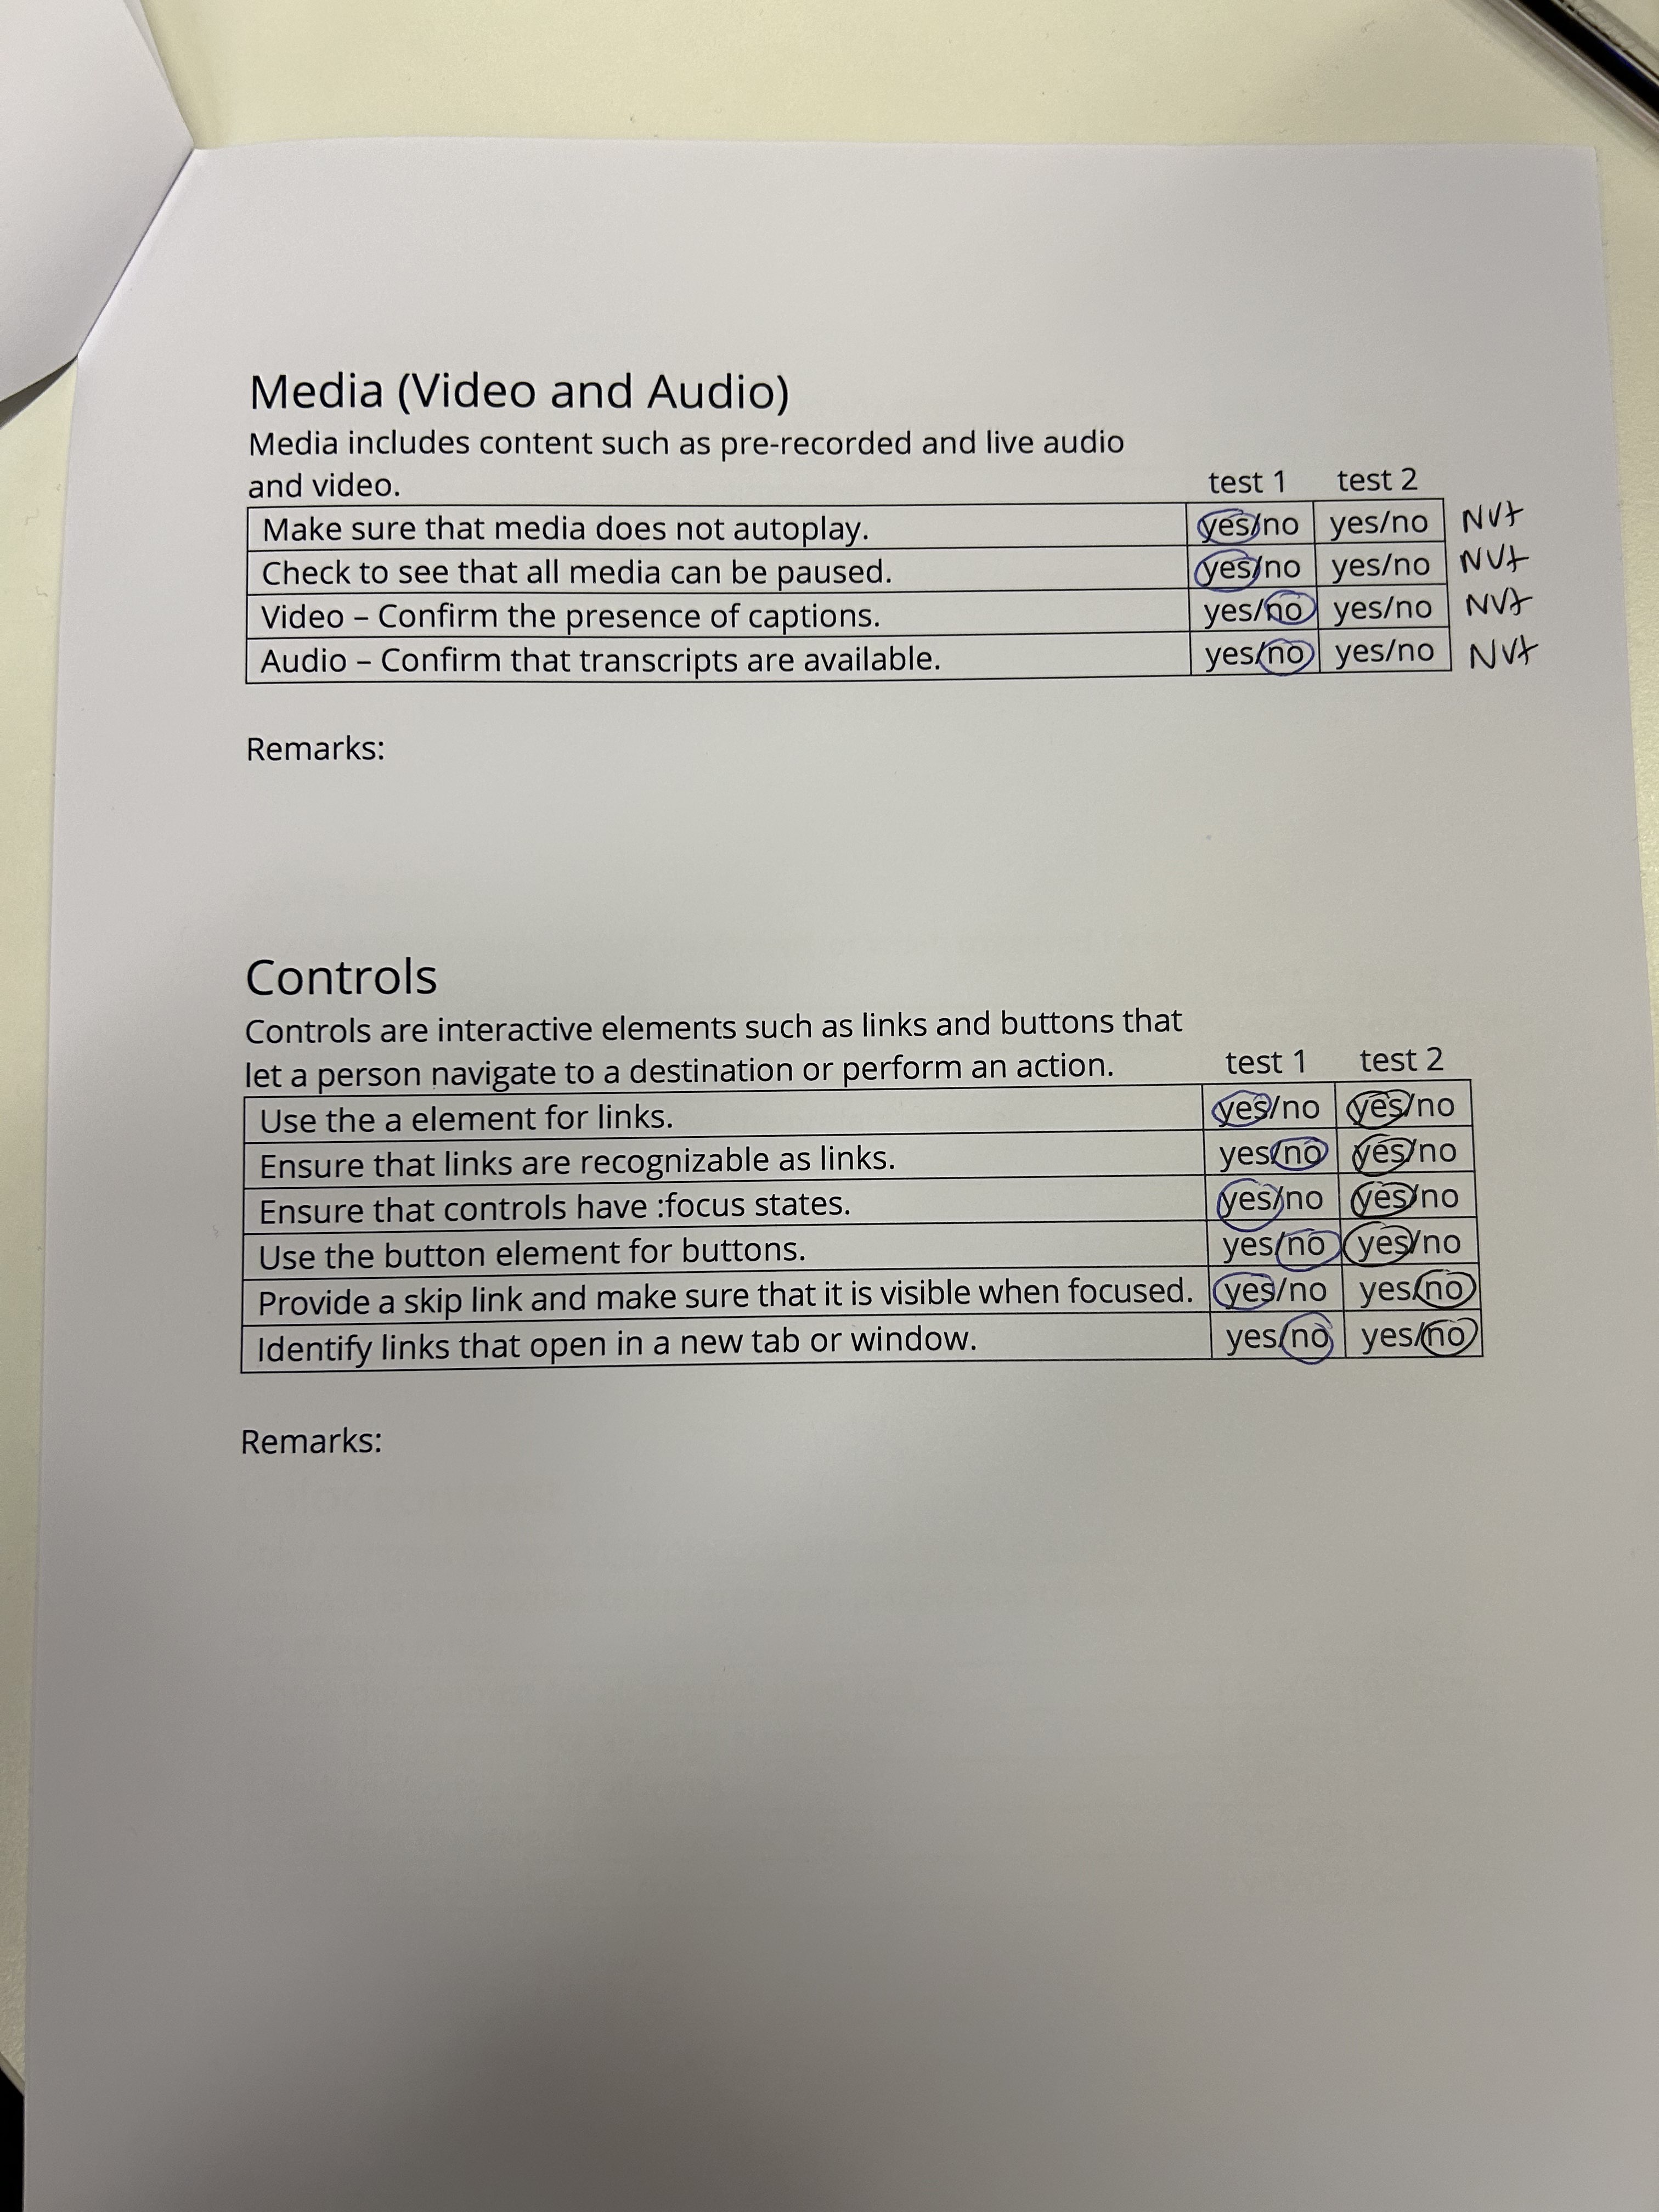 Media (Video and Audio)
Media includes content such as pre-recorded and live audio
and video. test 1 test 2
Make sure that media does not autoplay. yes/no yes/no NVt
Check to see that all media can be paused. yes/no yes/no NVt
Video – Confirm the presence of captions. yes/no yes/no NVt
Audio – Confirm that transcripts are available. yes/no yes/no NVt
Remarks:
Controls
Controls are interactive elements such as links and buttons that
let a person navigate to a destination or perform an action. test 1 test 2
Use the a element for links. yes/no yes/no
Ensure that links are recognizable as links. yes/no yes/no
Ensure that controls have :focus states. yes/no yes/no
Use the button element for buttons. yes/no yes/no
Provide a skip link and make sure that it is visible when focused. yes/no yes/no
Identify links that open in a new tab or window. yes/no yes/no
Remarks: